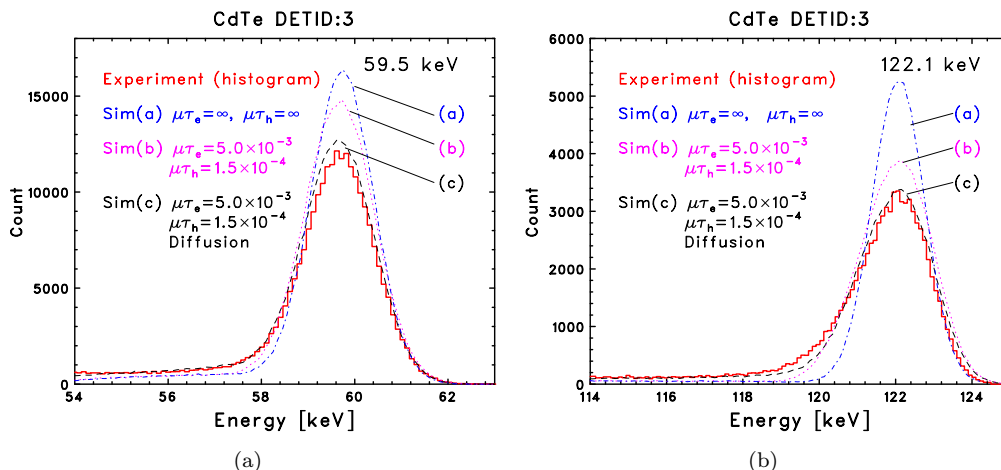 CdTe DETID:3
59.5 keV
Experiment (histogram)
Sim(a) μτe=∞, μτh=∞
(a)
Sim(b) μτe=5.0×10⁻³
μτh=1.5×10⁻⁴
(b)
Sim(c) μτe=5.0×10⁻³
μτh=1.5×10⁻⁴
Diffusion
(c)
Count
0
5000
10000
15000
54 56 58 60 62
Energy [keV]
(a)
CdTe DETID:3
122.1 keV
Experiment (histogram)
Sim(a) μτe=∞, μτh=∞
(a)
Sim(b) μτe=5.0×10⁻³
μτh=1.5×10⁻⁴
(b)
Sim(c) μτe=5.0×10⁻³
μτh=1.5×10⁻⁴
Diffusion
(c)
Count
0
1000
2000
3000
4000
5000
6000
114 116 118 120 122 124
Energy [keV]
(b)